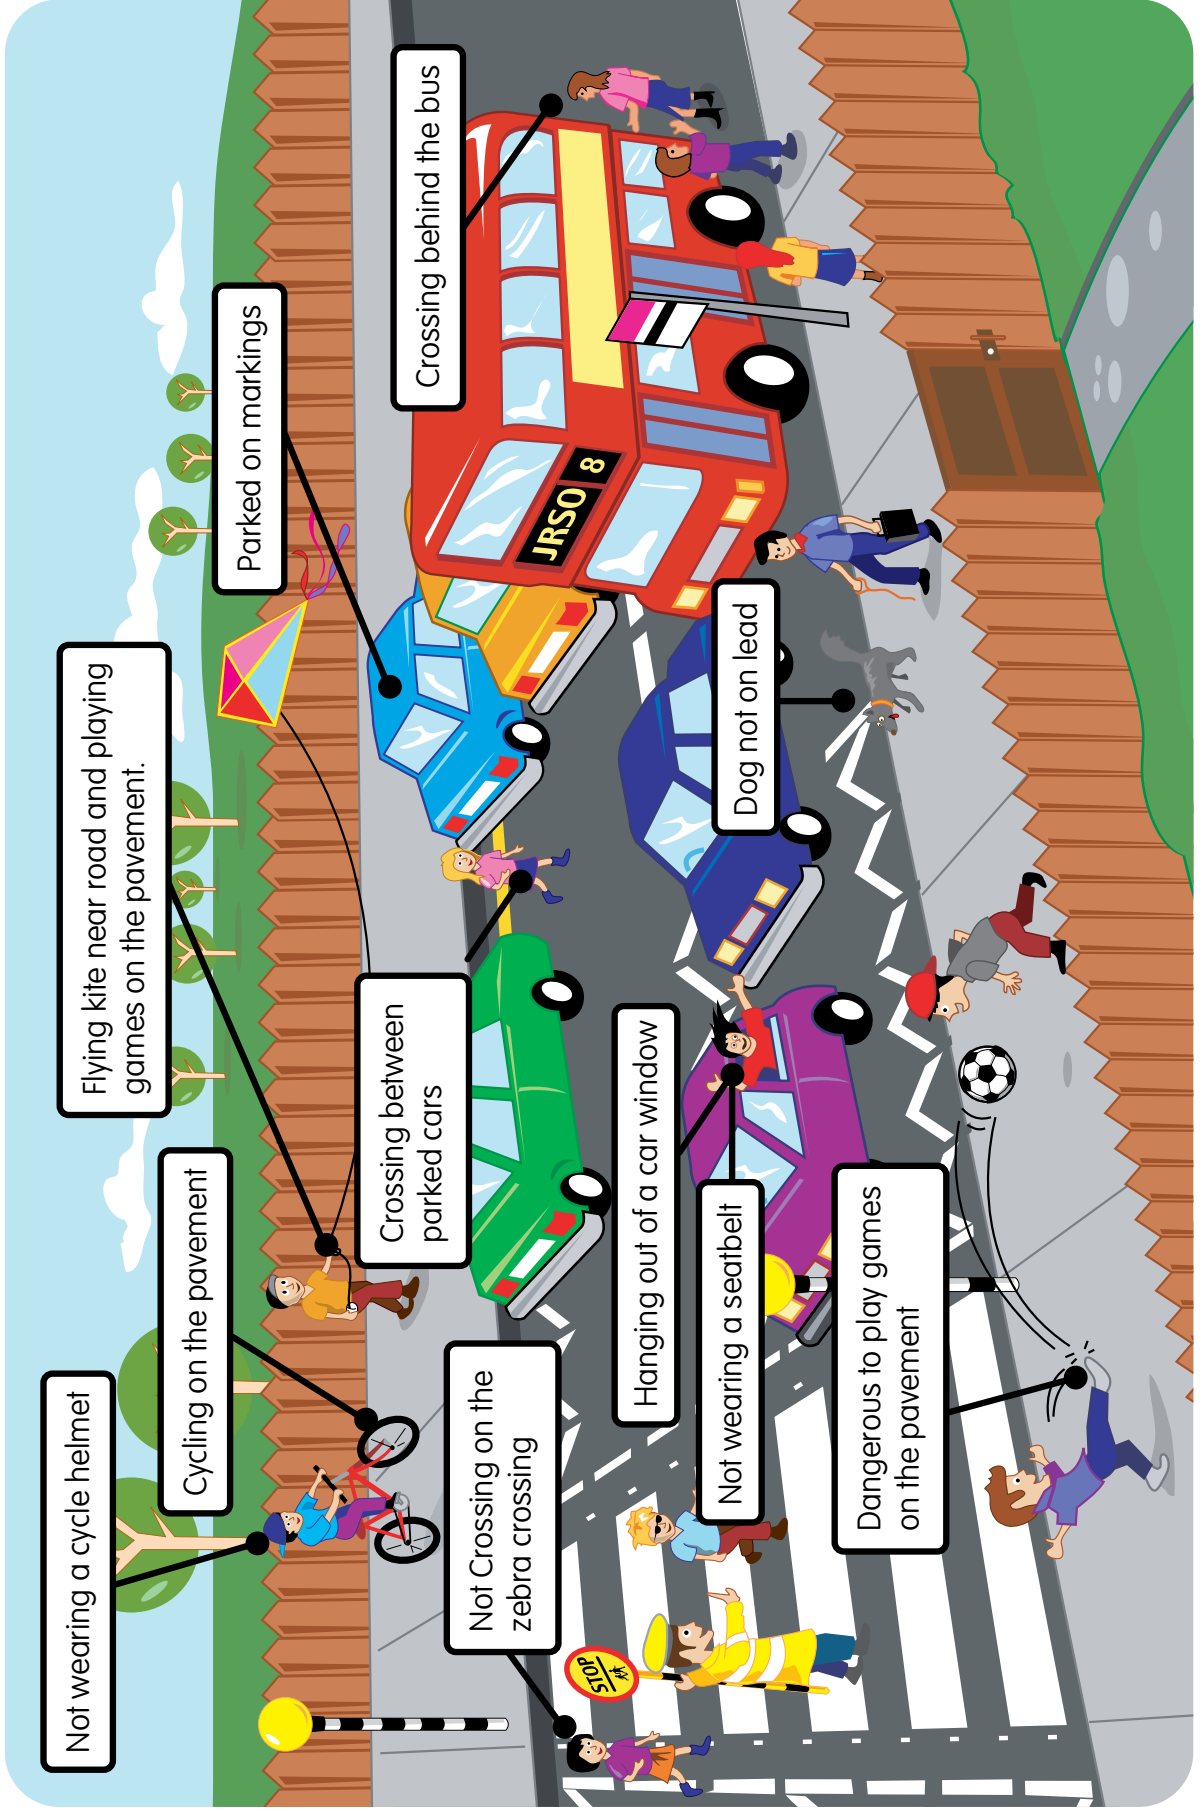 Not wearing a cycle helmet
Cycling on the pavement
Flying kite near road and playing
games on the pavement.
Parked on markings
Crossing behind the bus
Not Crossing on the
zebra crossing
Crossing between
parked cars
Hanging out of a car window
Not wearing a seatbelt
Dangerous to play games
on the pavement
Dog not on lead
STOP
JRSO 8